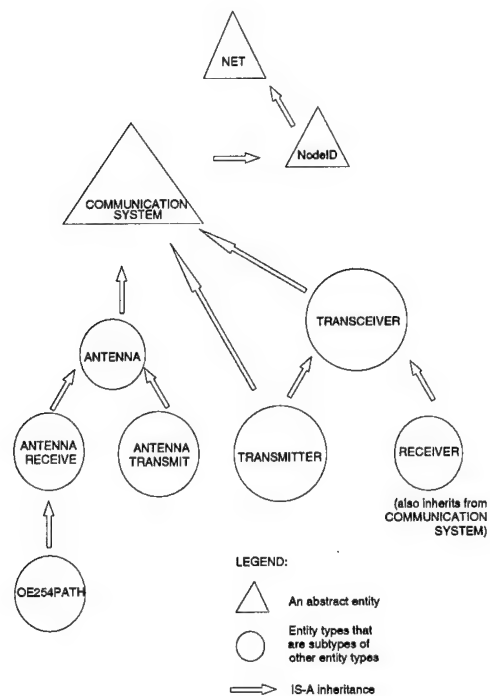 NET
NodeID
COMMUNICATION
SYSTEM
TRANSCEIVER
ANTENNA
ANTENNA
RECEIVE
ANTENNA
TRANSMIT
TRANSMITTER
RECEIVER
(also inherits from
COMMUNICATION
SYSTEM)
OE254PATH
LEGEND:
An abstract entity
Entity types that
are subtypes of
other entity types
IS-A inheritance